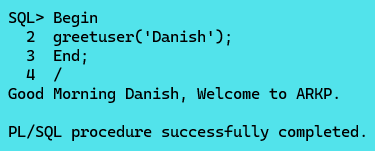 SQL> Begin
  2  greetuser('Danish');
  3  End;
  4  /
Good Morning Danish, Welcome to ARKP.

PL/SQL procedure successfully completed.